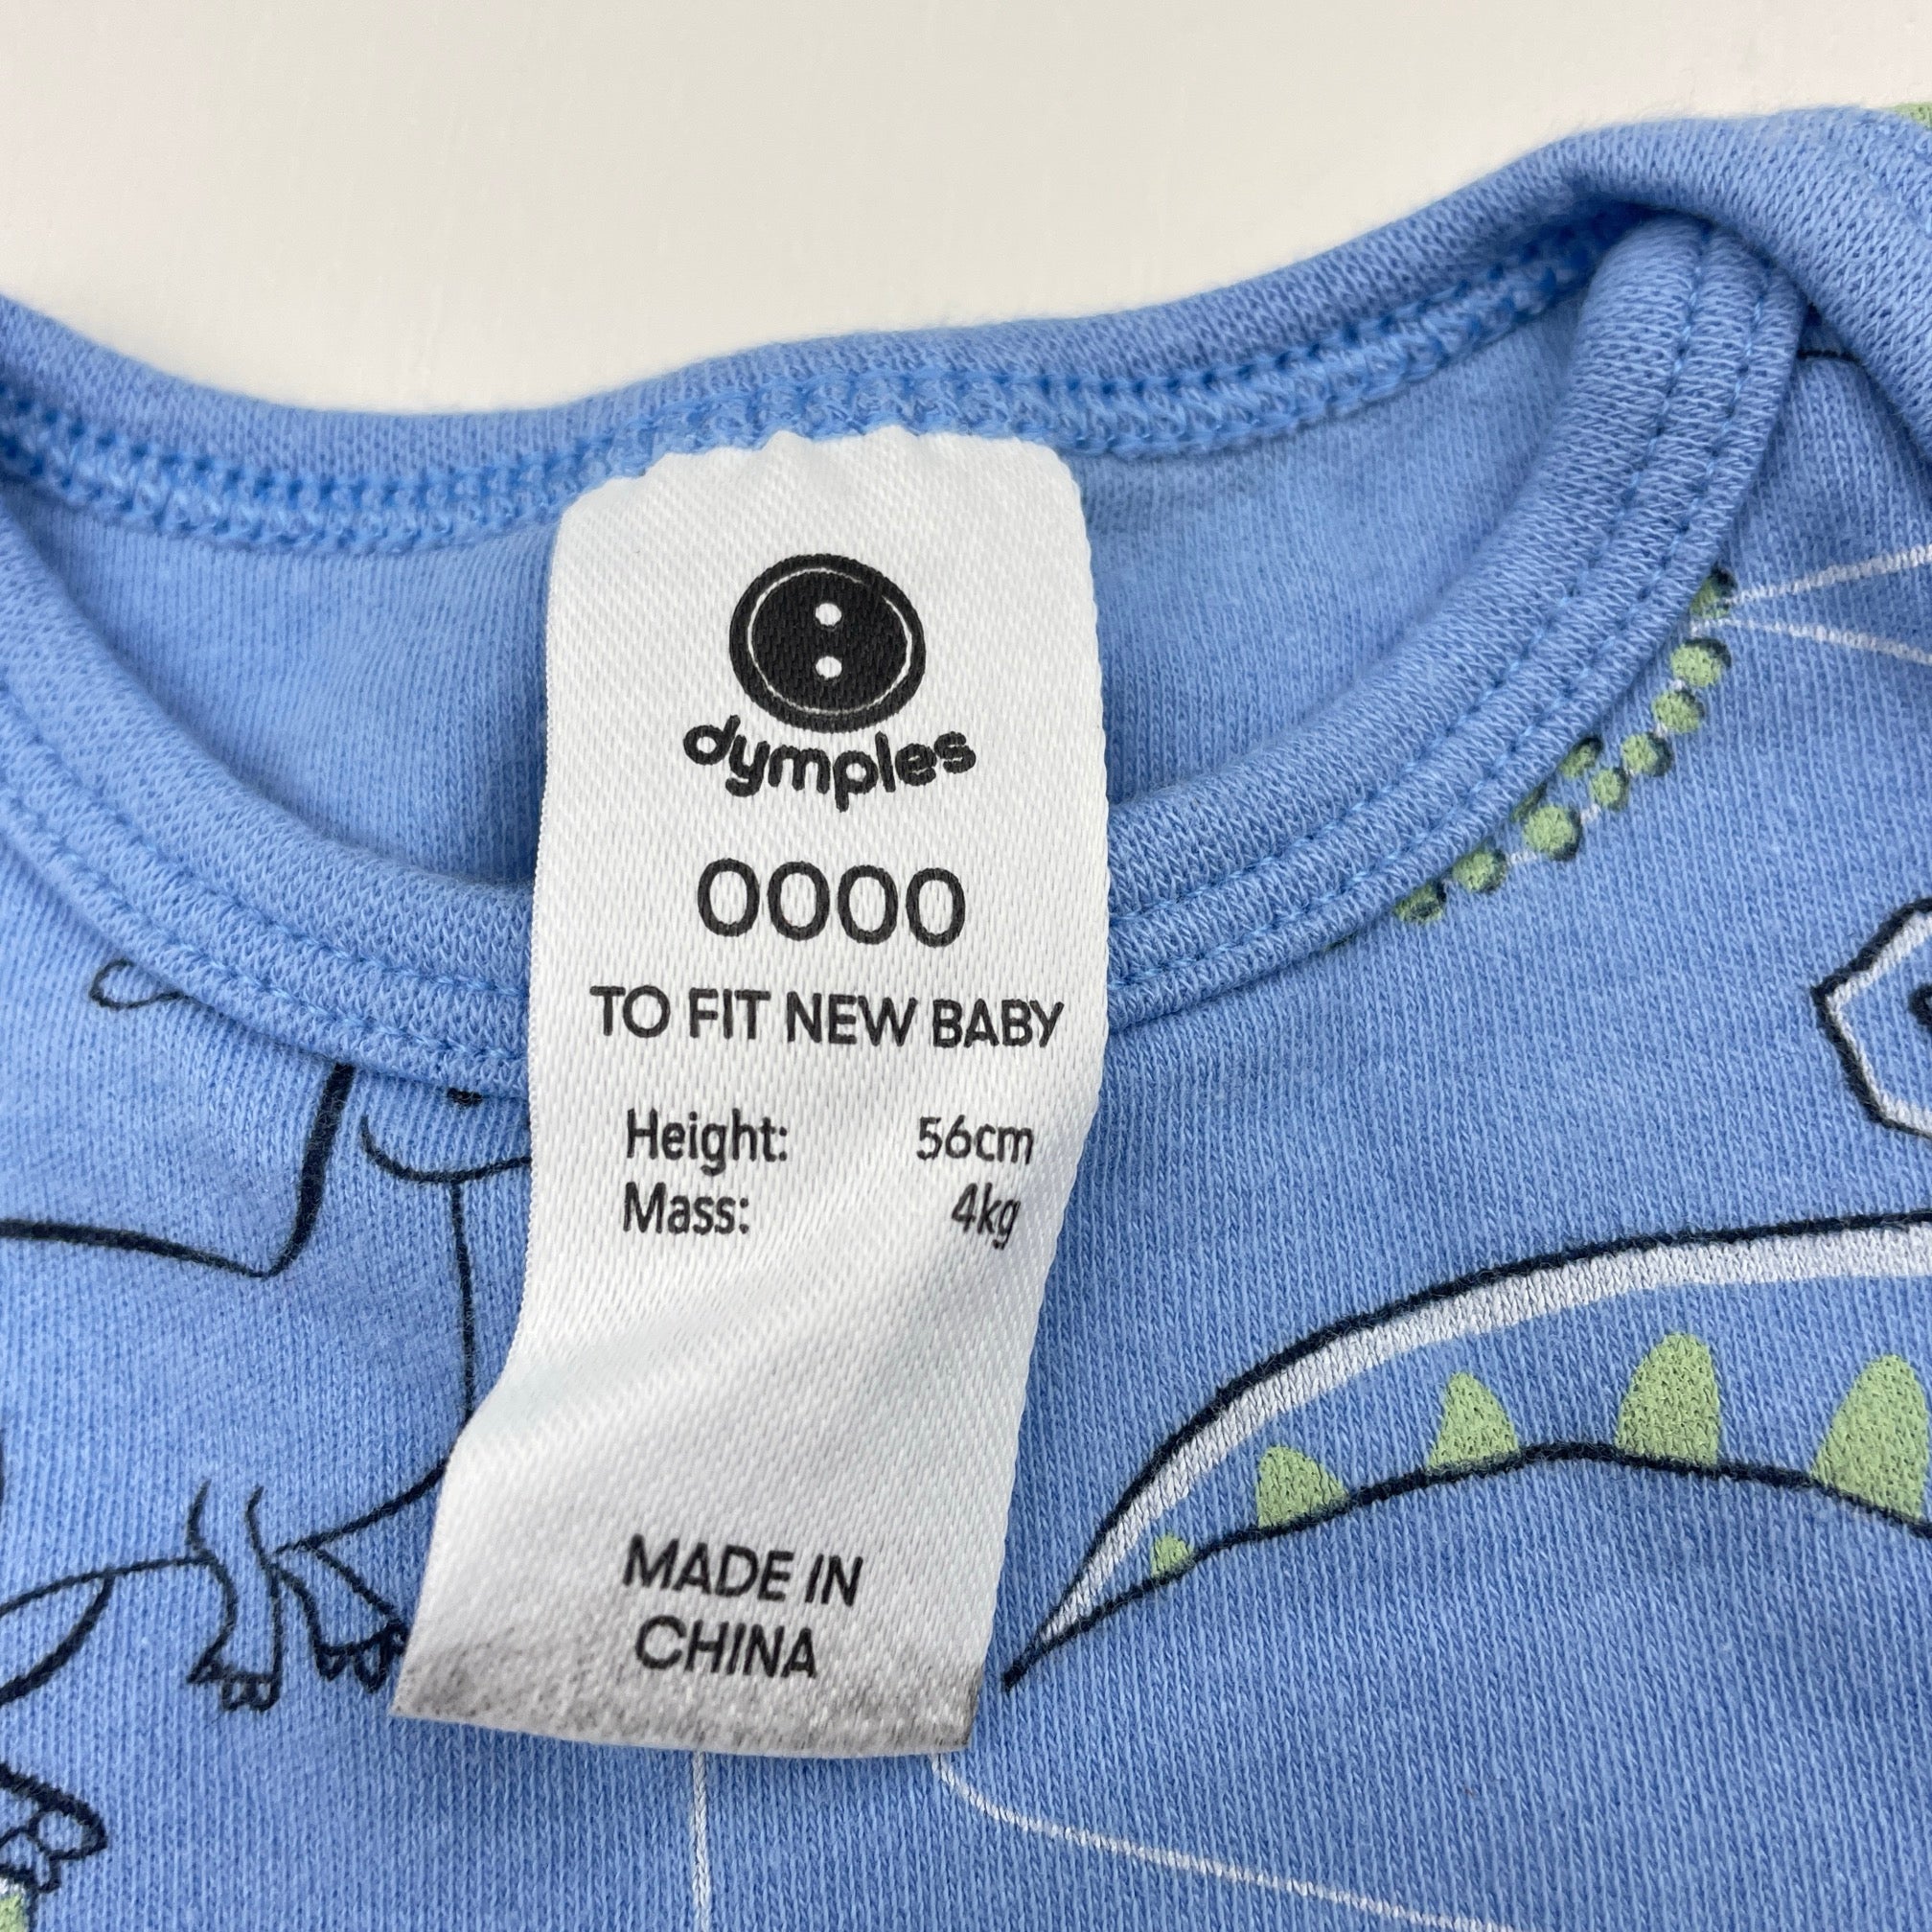 dymples
0000
TO FIT NEW BABY
Height: 56cm
Mass: 4kg
MADE IN
CHINA